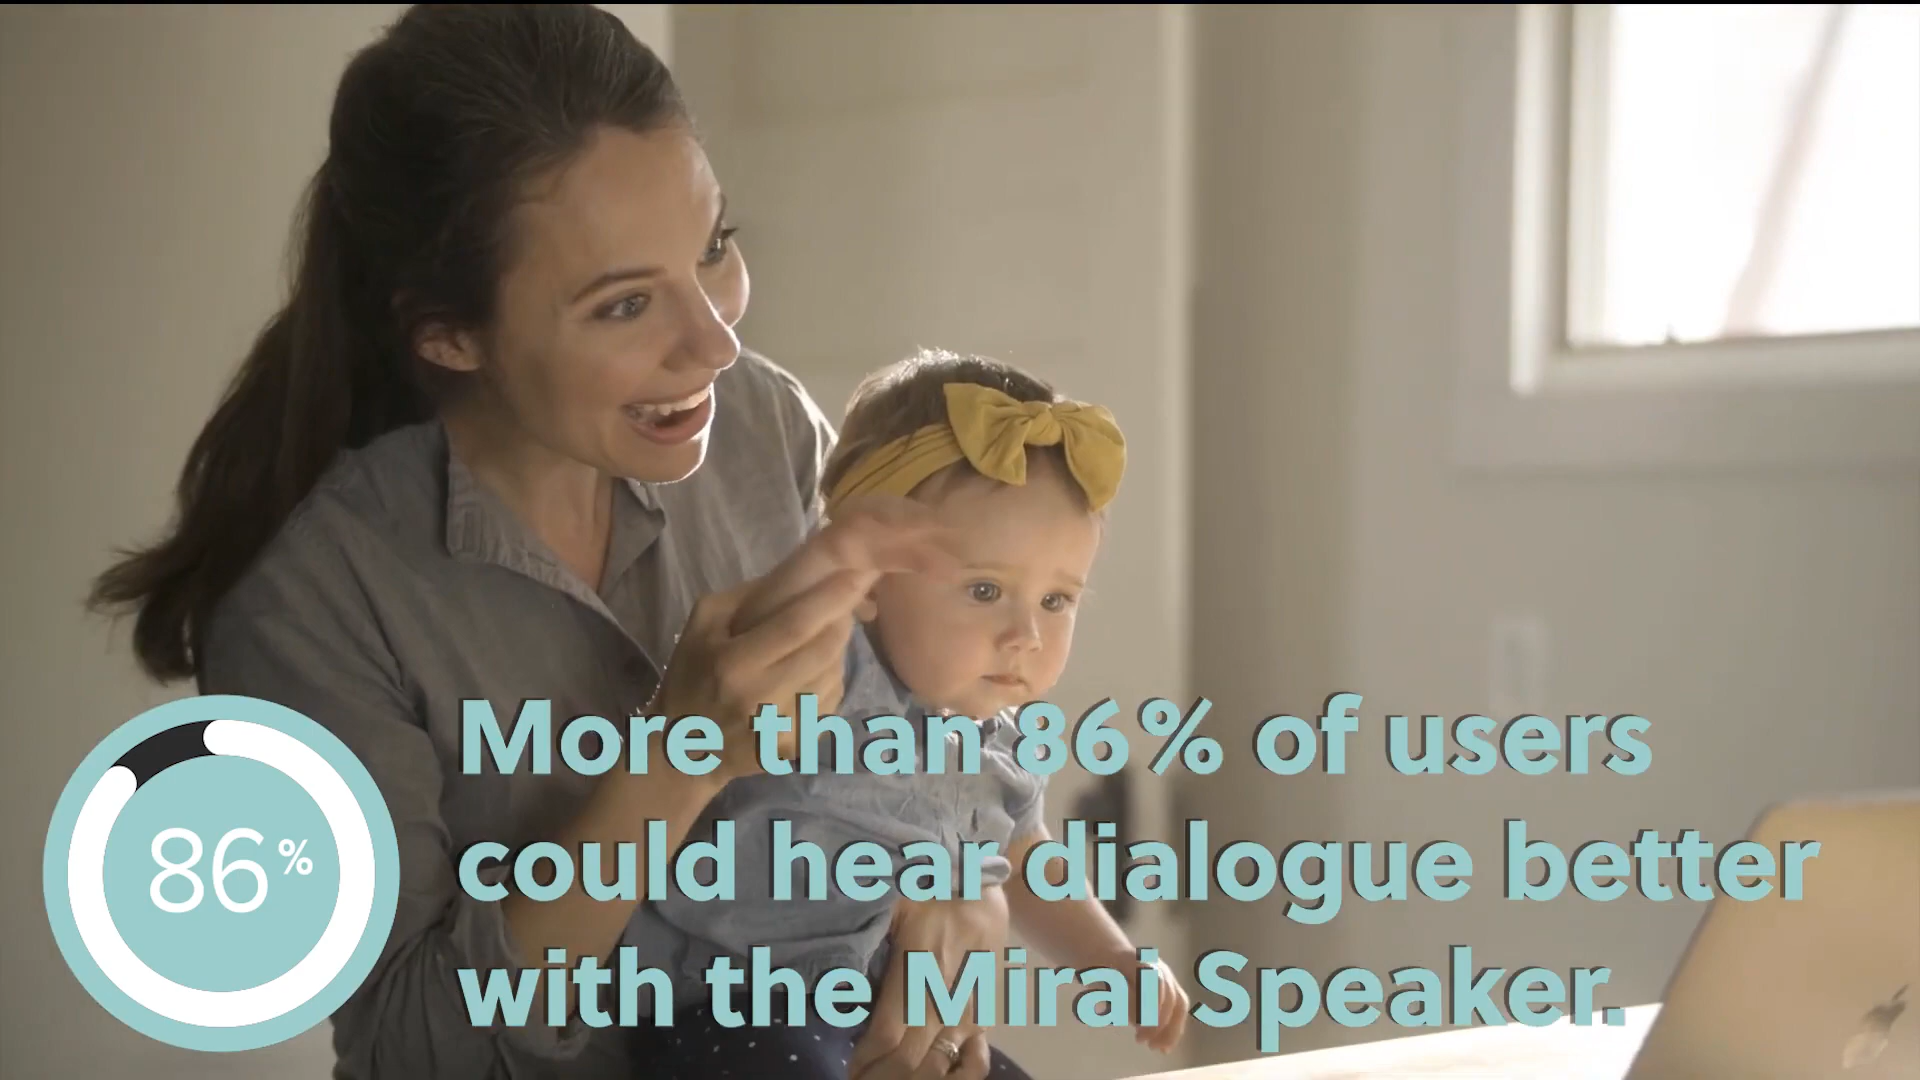 More than 86% of users
could hear dialogue better
with the Mirai Speaker.
86%